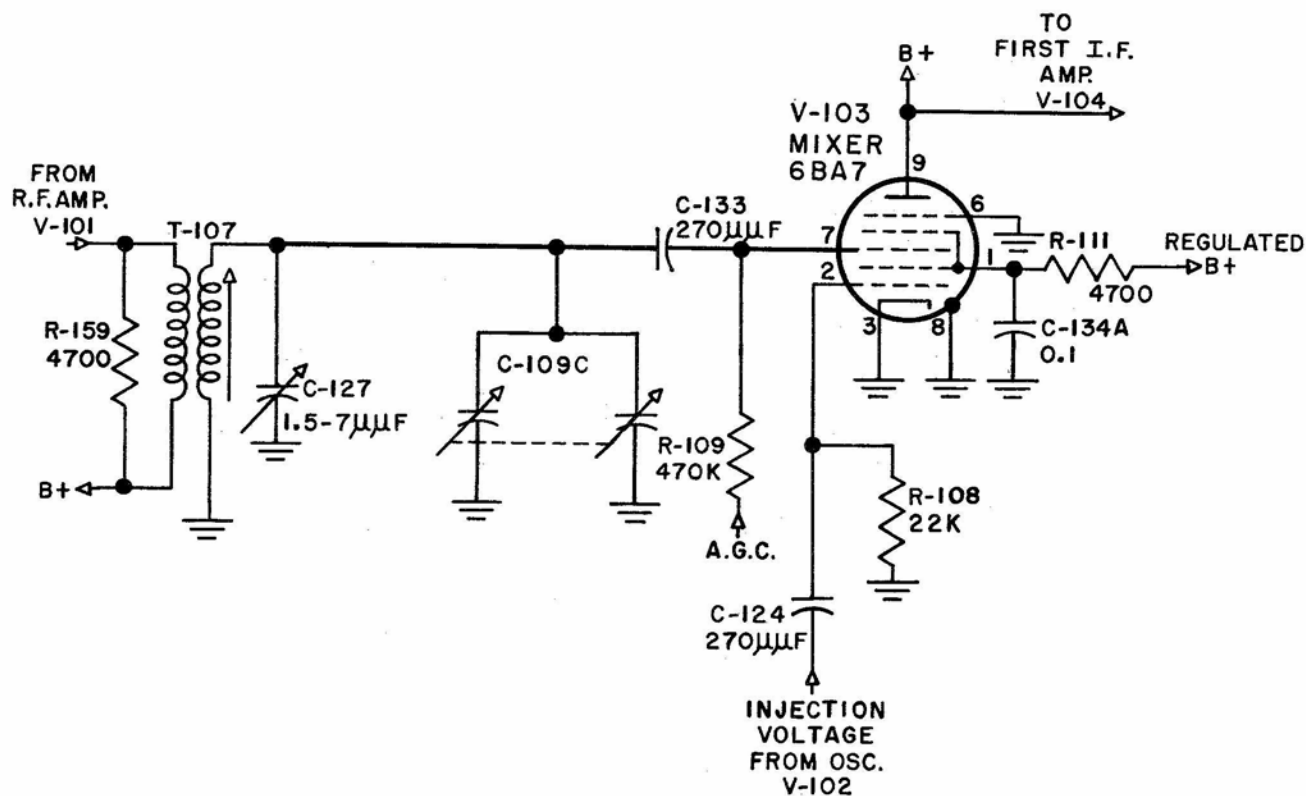 TO
FIRST I.F.
AMP.
V-104
B+
V-103
MIXER
6BA7
9
6
7
2
1
3
8
FROM
R.F. AMP.
V-101
T-107
C-133
270μμF
R-111
4700
REGULATED
B+
C-134A
0.1
R-159
4700
C-127
1.5-7μμF
C-109C
B+
R-109
470K
A.G.C.
R-108
22K
C-124
270μμF
INJECTION
VOLTAGE
FROM OSC.
V-102